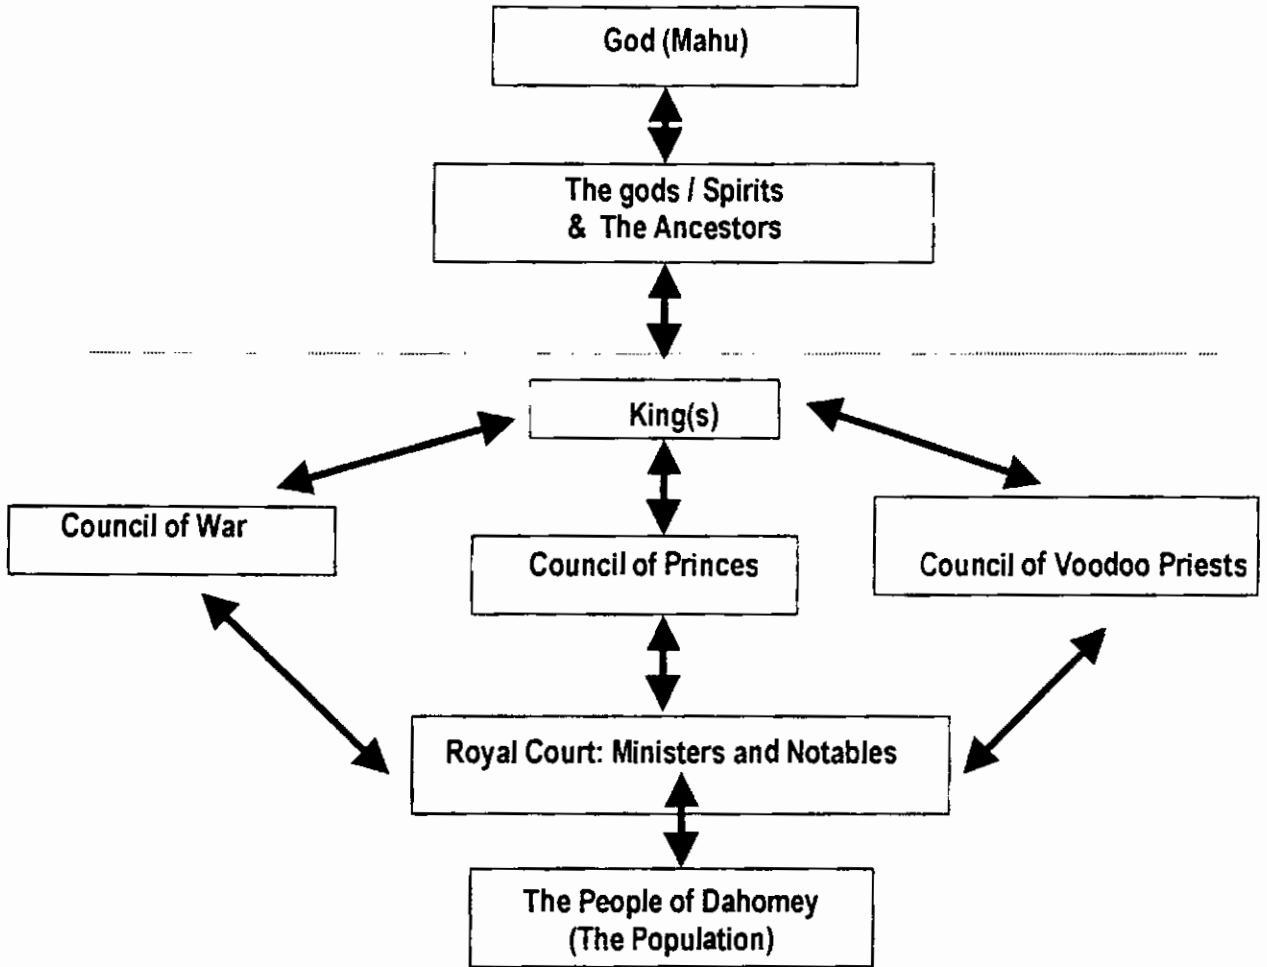 God (Mahu)
The gods / Spirits
& The Ancestors
King(s)
Council of War
Council of Princes
Council of Voodoo Priests
Royal Court: Ministers and Notables
The People of Dahomey
(The Population)